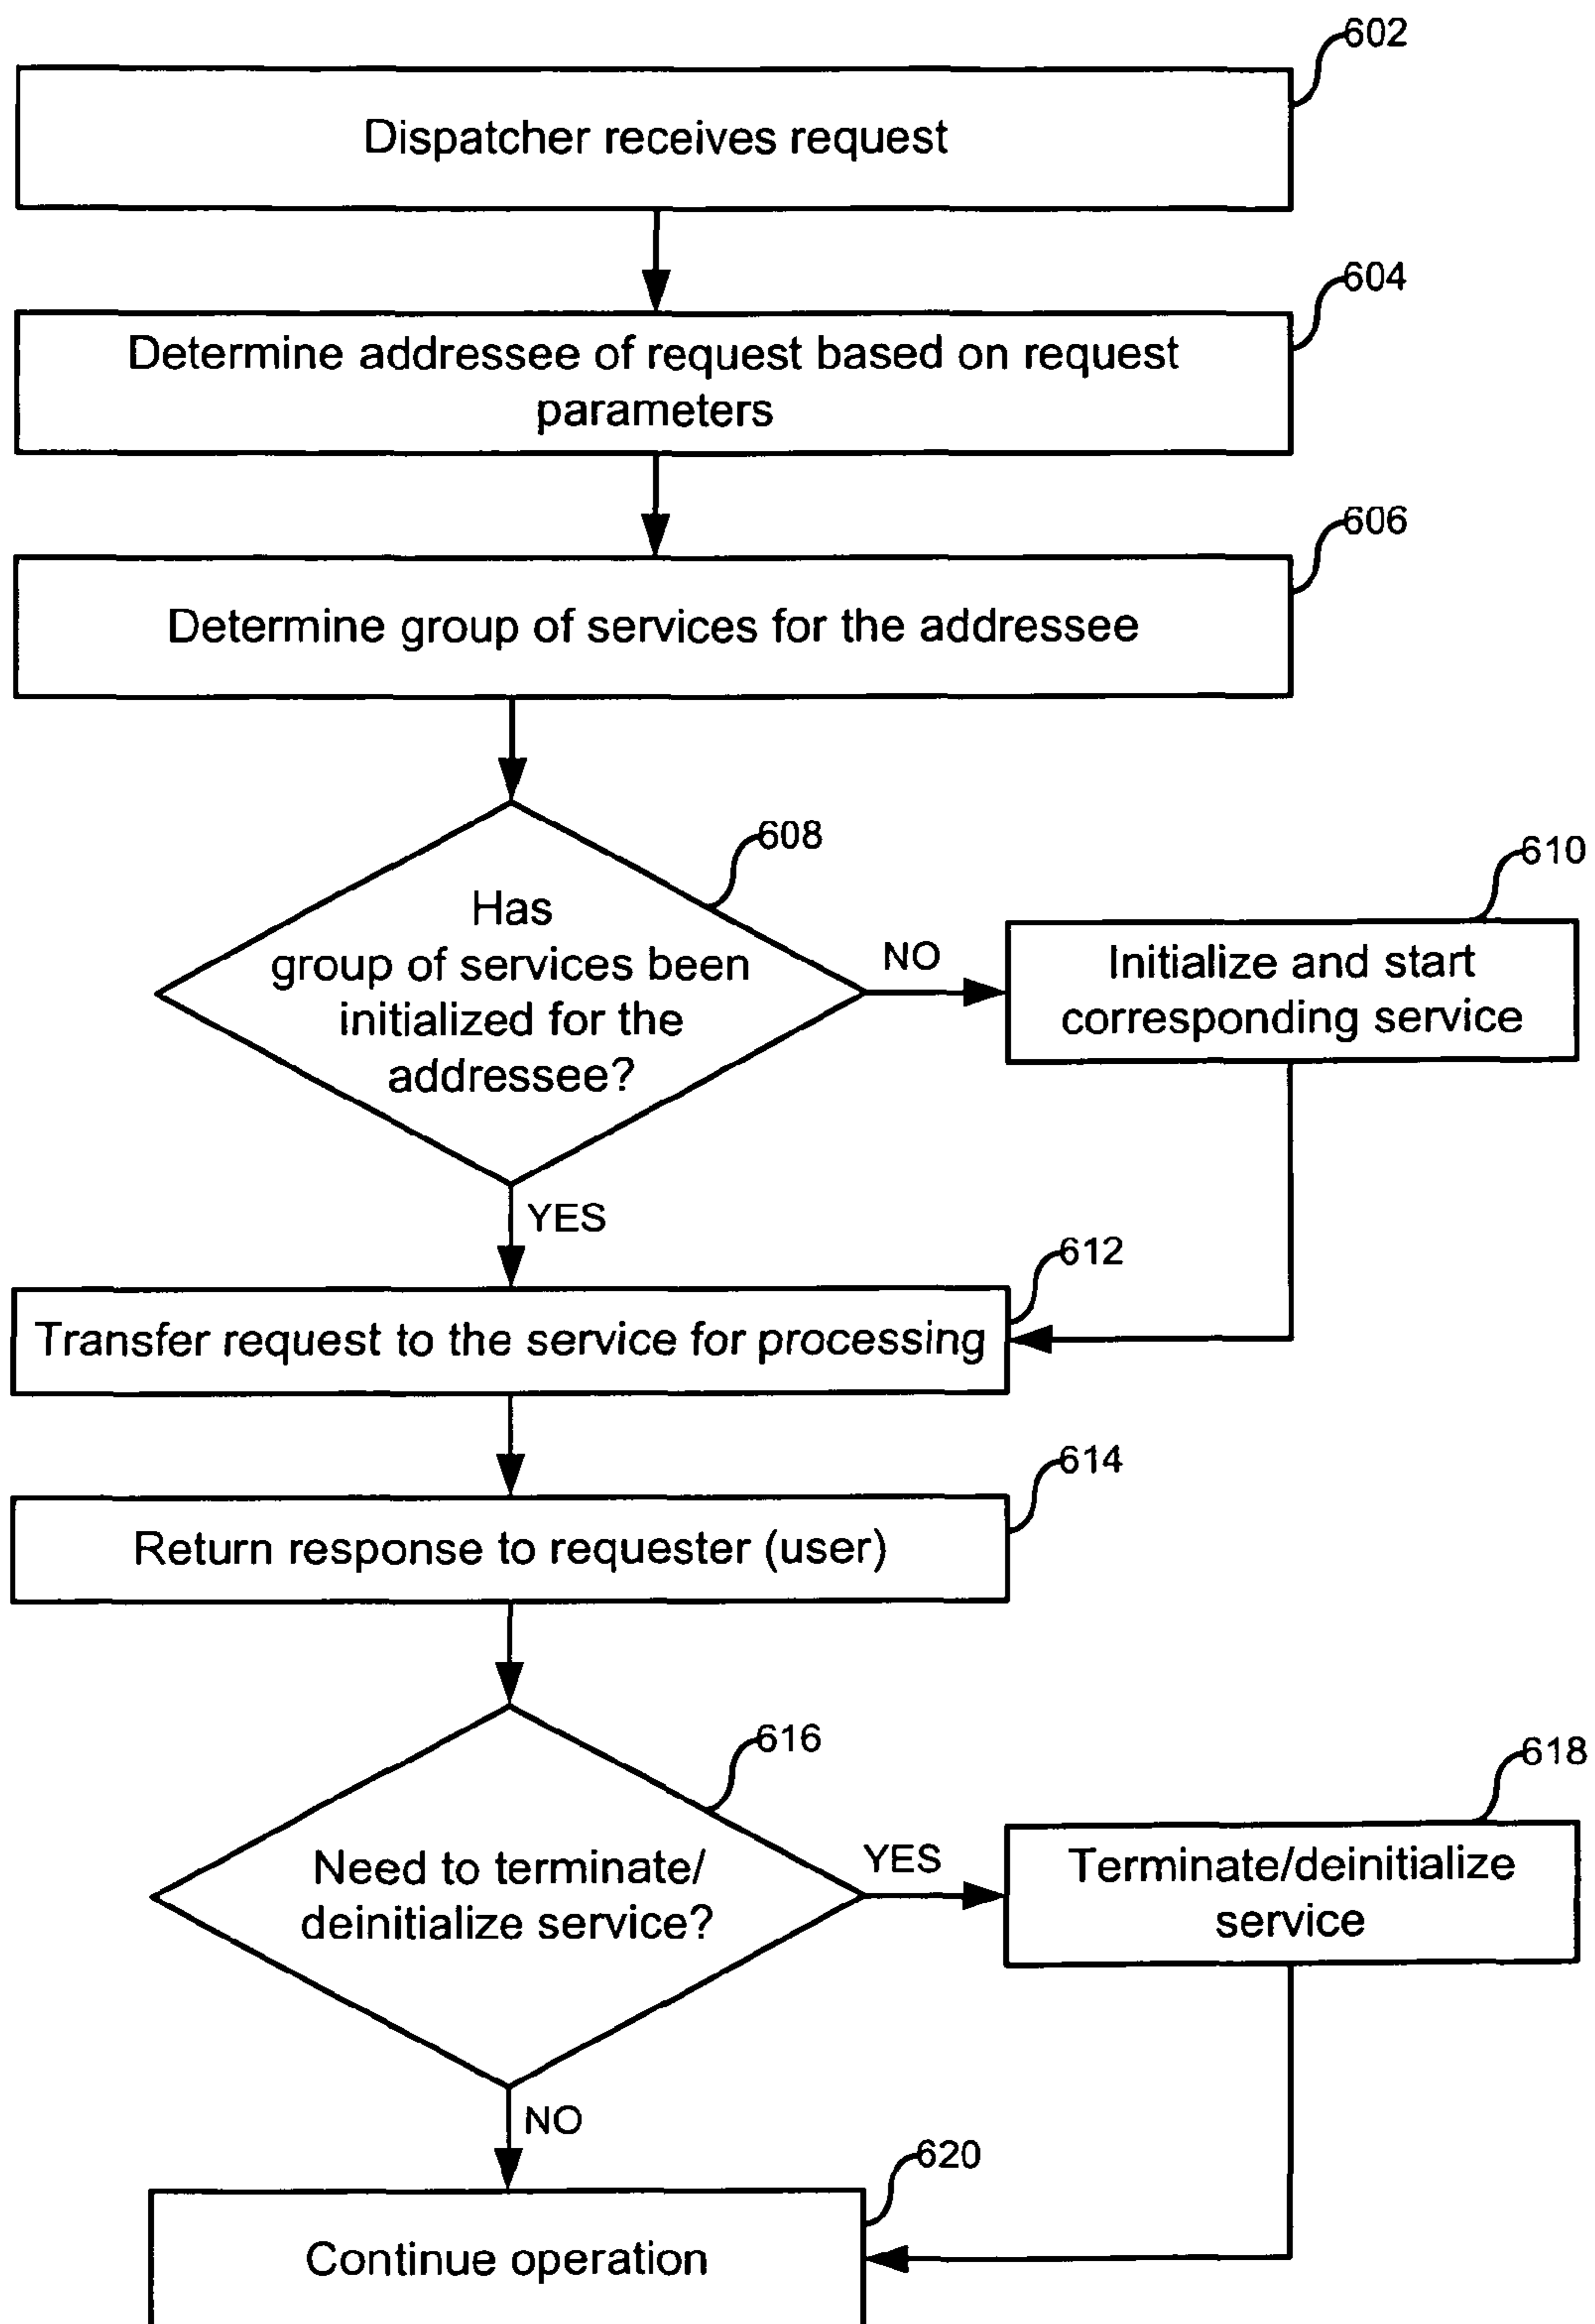 602
Dispatcher receives request
604
Determine addressee of request based on request
parameters
606
Determine group of services for the addressee
608
Has
group of services been
initialized for the
addressee?
NO
610
Initialize and start
corresponding service
YES
612
Transfer request to the service for processing
614
Return response to requester (user)
616
Need to terminate/
deinitialize service?
YES
618
Terminate/deinitialize
service
NO
620
Continue operation